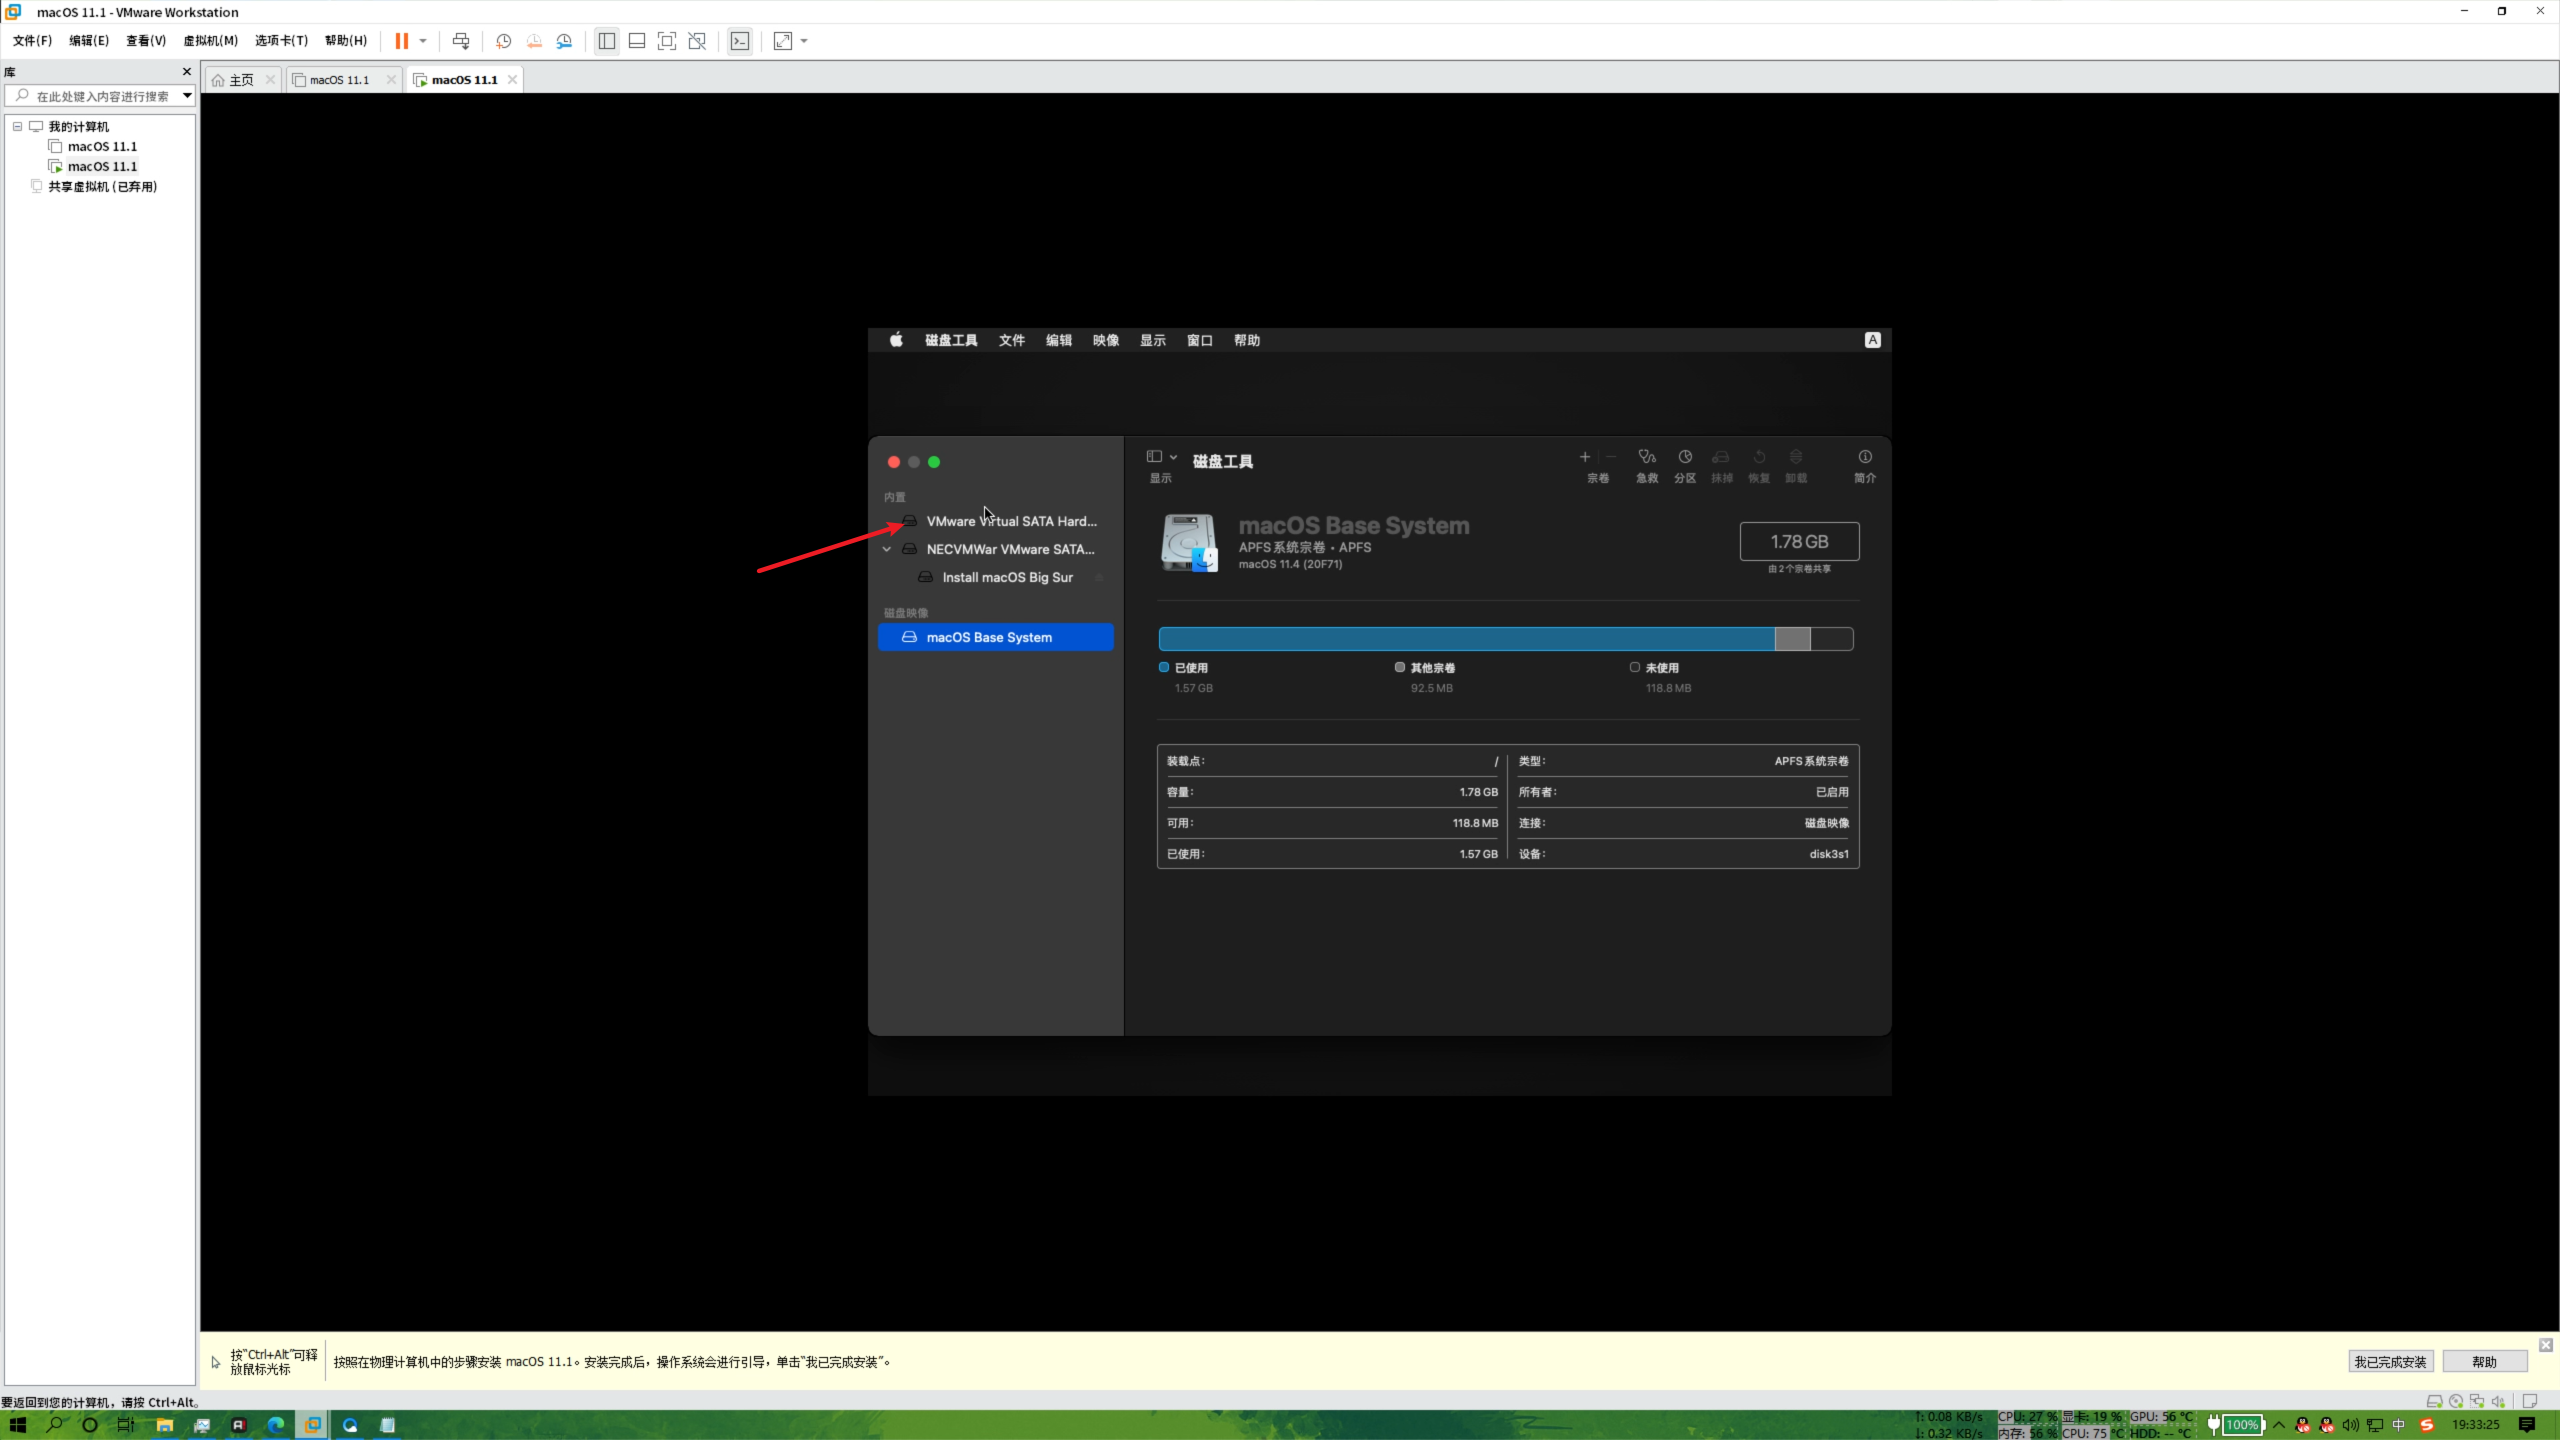 macOS 11.1 - VMware Workstation
文件(F) 编辑(E) 查看(V) 虚拟机(M) 选项卡(T) 帮助(H)
库
主页 macOS 11.1 macOS 11.1
在此处键入内容进行搜索
我的计算机
macOS 11.1
macOS 11.1
共享虚拟机 (已弃用)
磁盘工具 文件 编辑 映像 显示 窗口 帮助 A
磁盘工具
显示 宗卷 急救 分区 抹掉 恢复 卸载 简介
内置
VMware Virtual SATA Hard...
NECVMWar VMware SATA...
Install macOS Big Sur
磁盘映像
macOS Base System
macOS Base System
APFS系统宗卷 • APFS
macOS 11.4 (20F71)
1.78 GB
由2个宗卷共享
已使用 其他宗卷 未使用
1.57 GB 92.5 MB 118.8 MB
装载点: / 类型: APFS系统宗卷
容量: 1.78 GB 所有者: 已启用
可用: 118.8 MB 连接: 磁盘映像
已使用: 1.57 GB 设备: disk3s1
按"Ctrl+Alt"可释
放鼠标光标
按照在物理计算机中的步骤安装 macOS 11.1。安装完成后，操作系统会进行引导，单击"我已完成安装"。
我已完成安装 帮助
要返回到您的计算机，请按 Ctrl+Alt。
↑: 0.08 KB/s CPU: 27 % 显卡: 19 % GPU: 56 °C
↓: 0.32 KB/s 内存: 56 % CPU: 75 °C HDD: -- °C
100% 中 19:33:25